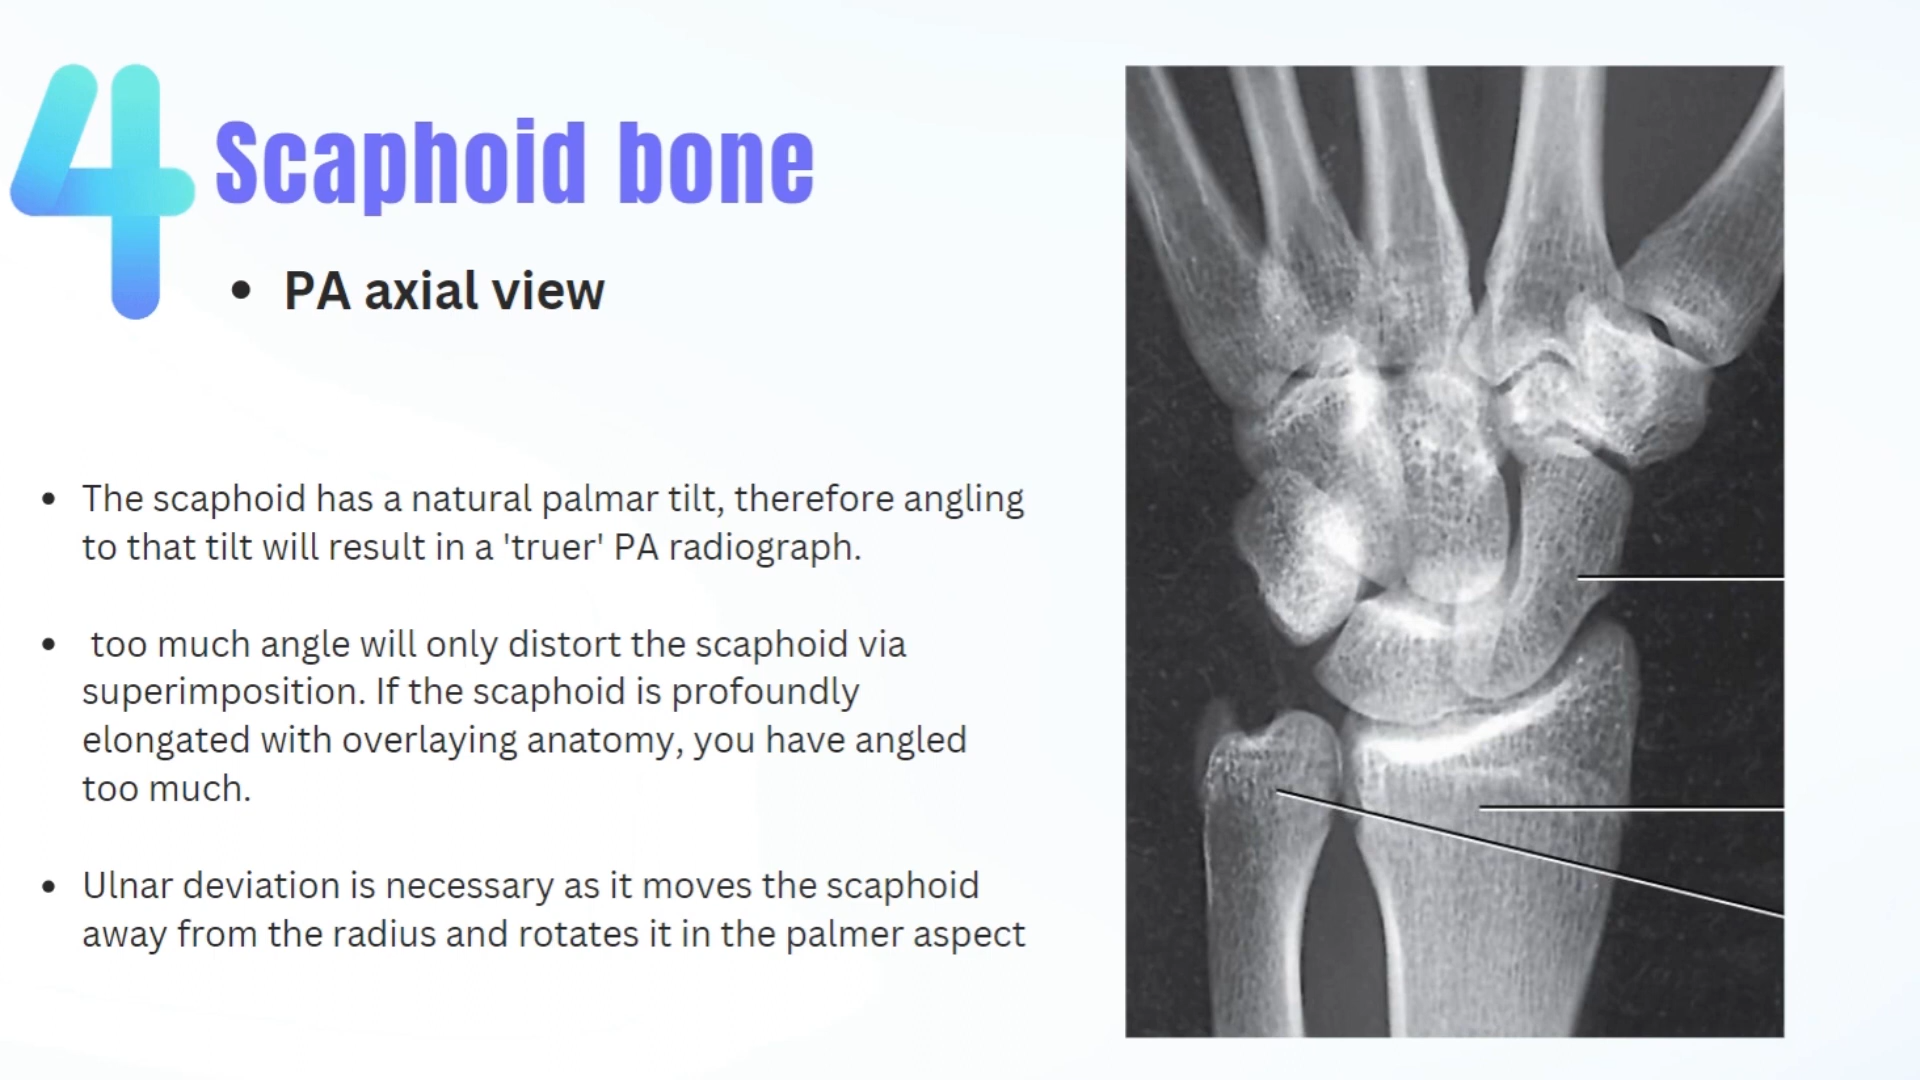 4
Scaphoid bone
• PA axial view
• The scaphoid has a natural palmar tilt, therefore angling
to that tilt will result in a 'truer' PA radiograph.
• too much angle will only distort the scaphoid via
superimposition. If the scaphoid is profoundly
elongated with overlaying anatomy, you have angled
too much.
• Ulnar deviation is necessary as it moves the scaphoid
away from the radius and rotates it in the palmer aspect